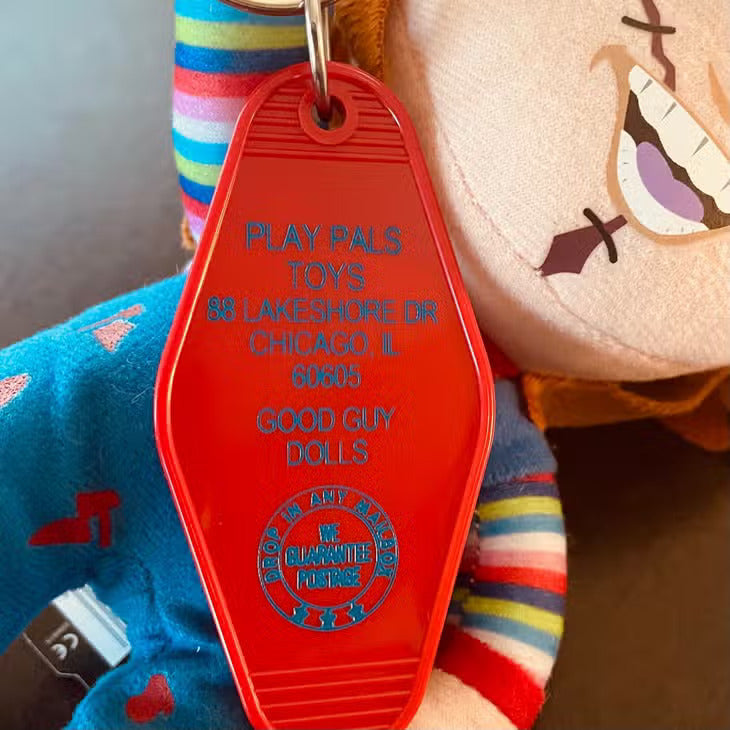 PLAY PALS
TOYS
88 LAKESHORE DR
CHICAGO, IL
60605
GOOD GUY
DOLLS
DROP IN ANY MAILBOX
WE
GUARANTEE
POSTAGE
CE